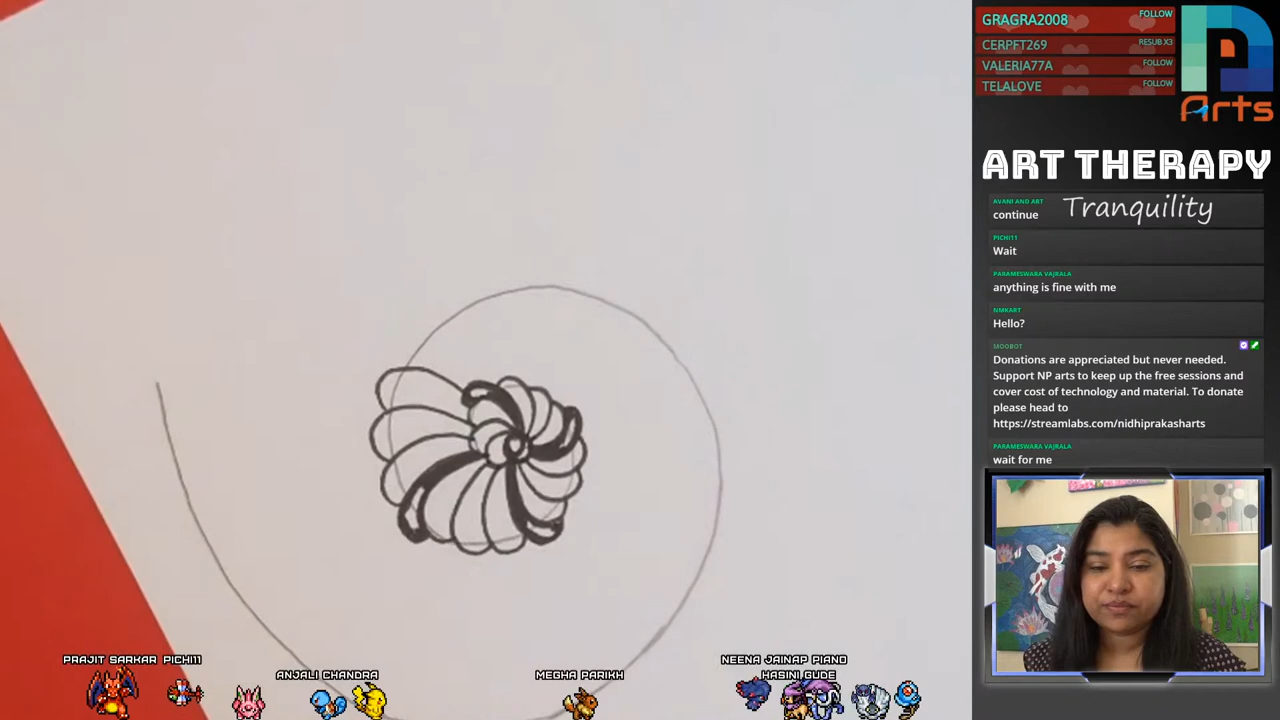 GRAGRA2008 FOLLOW
CERPFT269 RESUB X3
VALERIA77A FOLLOW
TELALOVE FOLLOW
Arts
ART THERAPY
Tranquility
AVANI AND ART
continue
PICHI11
Wait
PARAMESWARA VAJRALA
anything is fine with me
NMKART
Hello?
MOOBOT
Donations are appreciated but never needed.
Support NP arts to keep up the free sessions and
cover cost of technology and material. To donate
please head to
https://streamlabs.com/nidhiprakasharts
PARAMESWARA VAJRALA
wait for me
PRAJIT SARKAR PICHI11
ANJALI CHANDRA
MEGHA PARIKH
NEENA JAINAP PIANO
HASINI GUDE